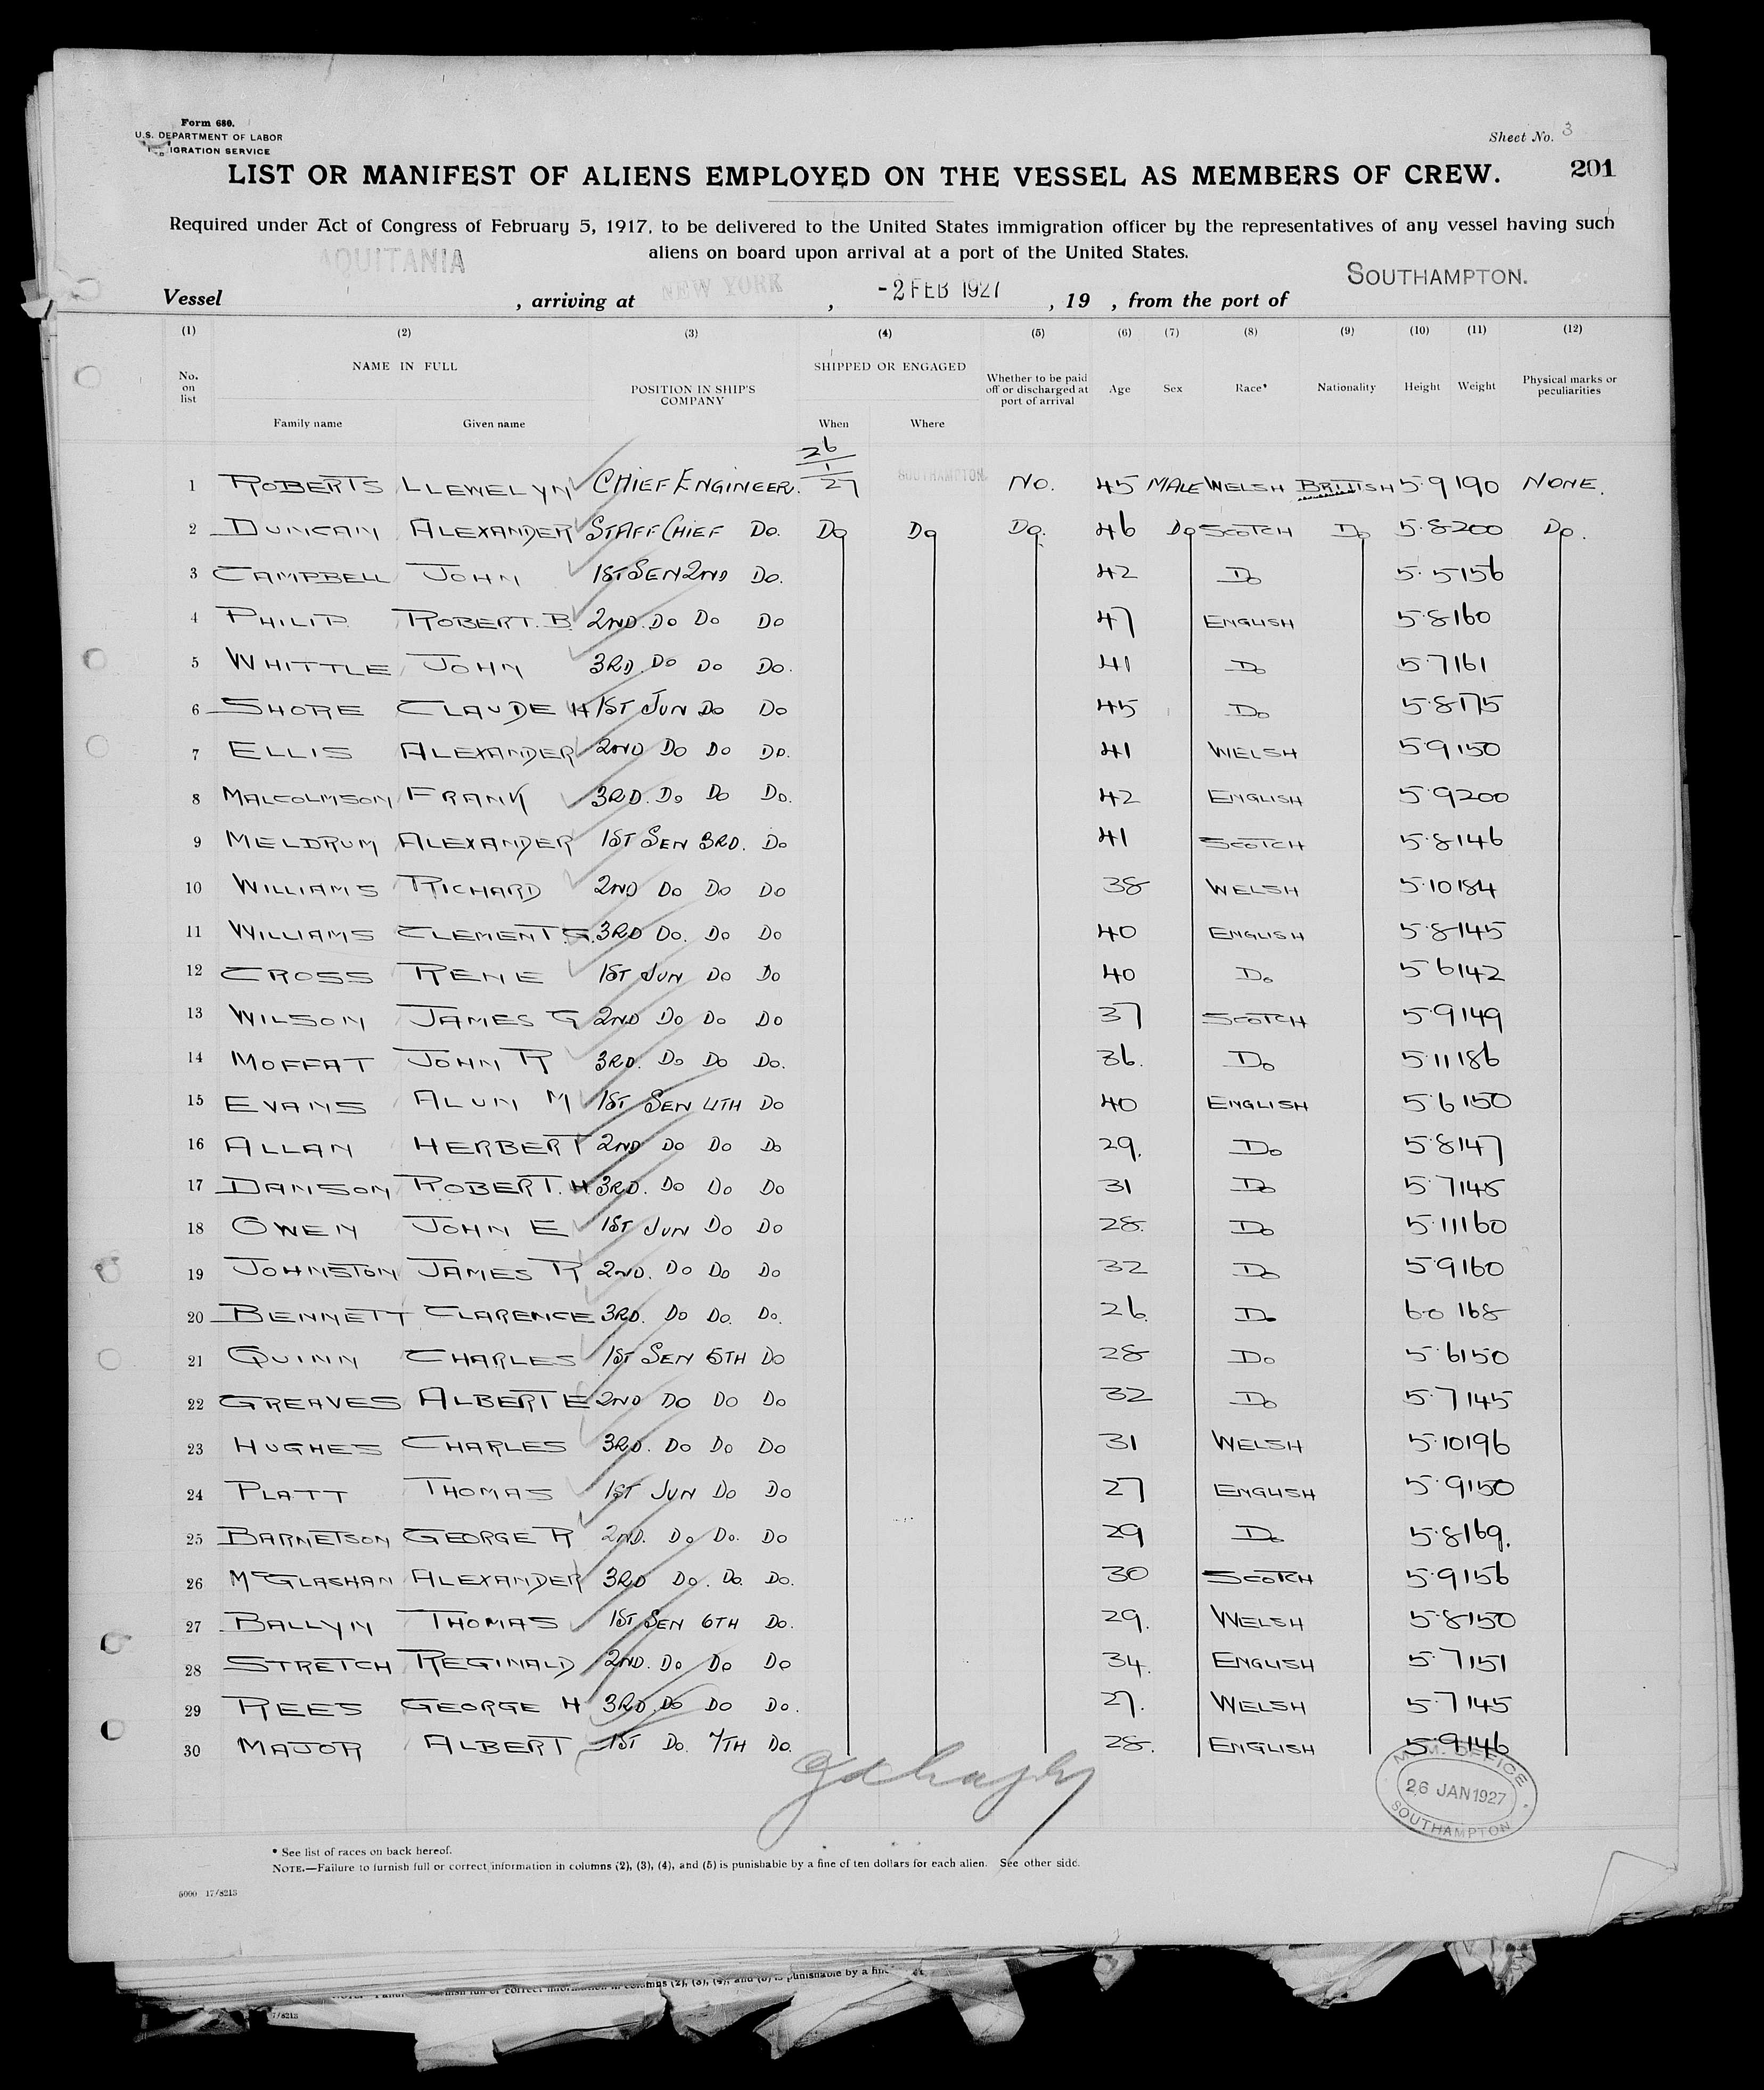 Form 680.
U.S. DEPARTMENT OF LABOR
IGRATION SERVICE
Sheet No. 3
LIST OR MANIFEST OF ALIENS EMPLOYED ON THE VESSEL AS MEMBERS OF CREW. 201
Required under Act of Congress of February 5, 1917, to be delivered to the United States immigration officer by the representatives of any vessel having such
aliens on board upon arrival at a port of the United States.
Vessel AQUITANIA, arriving at NEW YORK, -2 FEB 1927, 19 , from the port of SOUTHAMPTON.
(1) (2) (3) (4) (5) (6) (7) (8) (9) (10) (11) (12)
No. on list NAME IN FULL POSITION IN SHIP'S COMPANY SHIPPED OR ENGAGED Whether to be paid off or discharged at port of arrival Age Sex Race* Nationality Height Weight Physical marks or peculiarities
Family name Given name When Where
1 ROBERTS LLEWELYN CHIEF ENGINEER. 26/1/27 SOUTHAMPTON NO. 45 MALE WELSH BRITISH 5.9 190 NONE.
2 DUNCAN ALEXANDER STAFF CHIEF DO. DO DO DO. 46 DO SCOTCH DO 5.8 200 DO.
3 CAMPBELL JOHN 1ST SEN 2ND DO. 42 DO 5.5 156
4 PHILIP ROBERT. B. 2ND. DO DO DO 47 ENGLISH 5.8 160
5 WHITTLE JOHN 3RD. DO DO DO. 41 DO 5.7 161
6 SHORE CLAUDE H 1ST JUN DO DO 45 DO 5.8 175
7 ELLIS ALEXANDER 2ND DO DO DO. 41 WELSH 5.9 150
8 MALCOLMSON FRANK 3RD. DO DO DO. 42 ENGLISH 5.9 200
9 MELDRUM ALEXANDER 1ST SEN 3RD. DO 41 SCOTCH 5.8 146
10 WILLIAMS RICHARD 2ND DO DO DO 38 WELSH 5.10 184
11 WILLIAMS CLEMENT. G. 3RD DO. DO DO 40 ENGLISH 5.8 145
12 CROSS RENE 1ST JUN DO DO 40 DO 5.6 142
13 WILSON JAMES G 2ND DO DO DO 37 SCOTCH 5.9 149
14 MOFFAT JOHN R 3RD. DO DO DO. 36. DO 5.11 186
15 EVANS ALUN M 1ST SEN 4TH DO 40 ENGLISH 5.6 150
16 ALLAN HERBERT 2ND DO DO DO 29. DO 5.8 147
17 DAMSON ROBERT. H. 3RD. DO DO DO 31 DO 5.7 148
18 OWEN JOHN E 1ST JUN DO DO 28. DO 5.11 160
19 JOHNSTON JAMES R 2ND. DO DO DO 32 DO 5.9 160
20 BENNETT CLARENCE 3RD. DO DO. DO. 26. DO 6.0 168
21 QUINN CHARLES 1ST SEN 5TH DO 28 DO 5.6 150
22 GREAVES ALBERT E 2ND DO DO DO 32 DO 5.7 145
23 HUGHES CHARLES 3RD. DO DO DO 31 WELSH 5.10 196
24 PLATT THOMAS 1ST JUN DO DO 27 ENGLISH 5.9 150
25 BARNETSON GEORGE R 2ND. DO DO. DO 29 DO 5.8 169.
26 McGLASHAN ALEXANDER 3RD DO. DO. DO. 30 SCOTCH 5.9 156
27 BALLYN THOMAS 1ST SEN 6TH DO. 29. WELSH 5.8 150
28 STRETCH REGINALD 2ND. DO DO DO 34. ENGLISH 5.7 151
29 REES GEORGE H 3RD. DO DO DO. 27. WELSH 5.7 145
30 MAJOR ALBERT 1ST DO. 7TH DO. 28. ENGLISH 5.9 146
M.M. OFFICE
26 JAN 1927
SOUTHAMPTON
* See list of races on back hereof.
NOTE.—Failure to furnish full or correct information in columns (2), (3), (4), and (5) is punishable by a fine of ten dollars for each alien. See other side.
5000 17/8213
columns (2), (3), (4), and (5) is punishable by a fine
7/8213